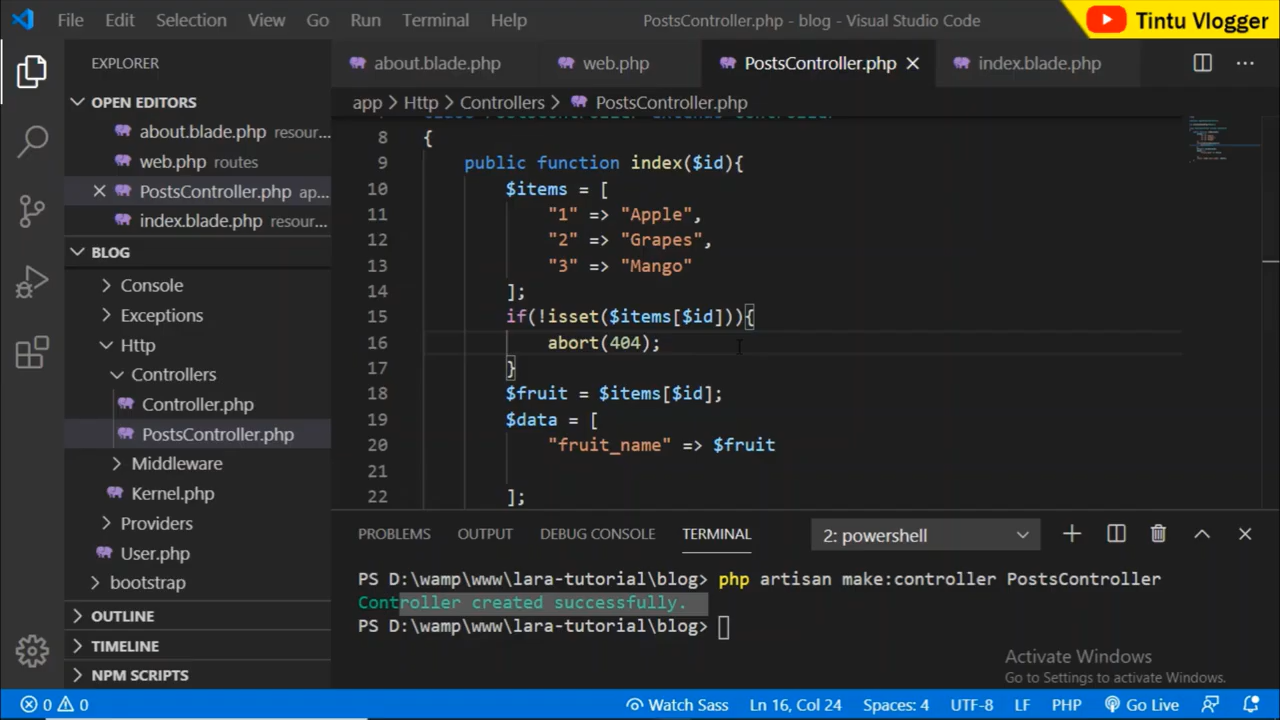 File Edit Selection View Go Run Terminal Help
PostsController.php - blog - Visual Studio Code
Tintu Vlogger
EXPLORER
OPEN EDITORS
about.blade.php resour...
web.php routes
PostsController.php ap...
index.blade.php resour...
BLOG
Console
Exceptions
Http
Controllers
Controller.php
PostsController.php
Middleware
Kernel.php
Providers
User.php
bootstrap
OUTLINE
TIMELINE
NPM SCRIPTS
about.blade.php web.php PostsController.php index.blade.php
app > Http > Controllers > PostsController.php
8 {
9 public function index($id){
10 $items = [
11 "1" => "Apple",
12 "2" => "Grapes",
13 "3" => "Mango"
14 ];
15 if(!isset($items[$id])){
16 abort(404);
17 }
18 $fruit = $items[$id];
19 $data = [
20 "fruit_name" => $fruit
21
22 ];
PROBLEMS OUTPUT DEBUG CONSOLE TERMINAL 2: powershell
PS D:\wamp\www\lara-tutorial\blog> php artisan make:controller PostsController
Controller created successfully.
PS D:\wamp\www\lara-tutorial\blog>
Activate Windows
Go to Settings to activate Windows.
0 0 Watch Sass Ln 16, Col 24 Spaces: 4 UTF-8 LF PHP Go Live